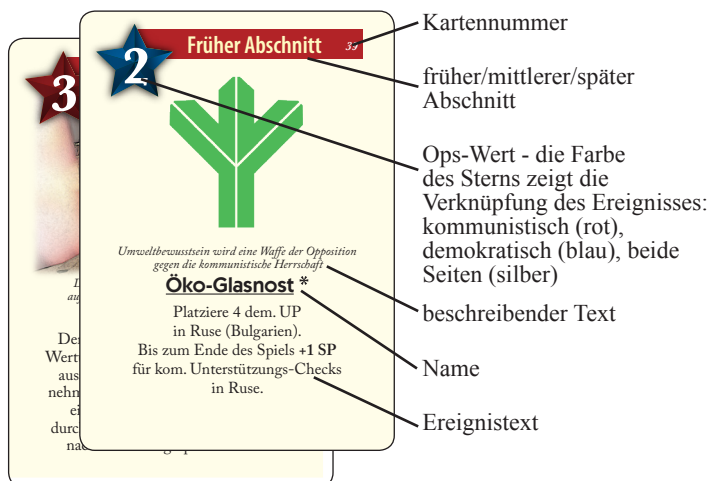 2
Früher Abschnitt
Umweltbewusstsein wird eine Waffe der Opposition
gegen die kommunistische Herrschaft
Öko-Glasnost *
Platziere 4 dem. UP
in Ruse (Bulgarien).
Bis zum Ende des Spiels +1 SP
für kom. Unterstützungs-Checks
in Ruse.
3
Kartennummer
früher/mittlerer/später
Abschnitt
Ops-Wert - die Farbe
des Sterns zeigt die
Verknüpfung des Ereignisses:
kommunistisch (rot),
demokratisch (blau), beide
Seiten (silber)
beschreibender Text
Name
Ereignistext